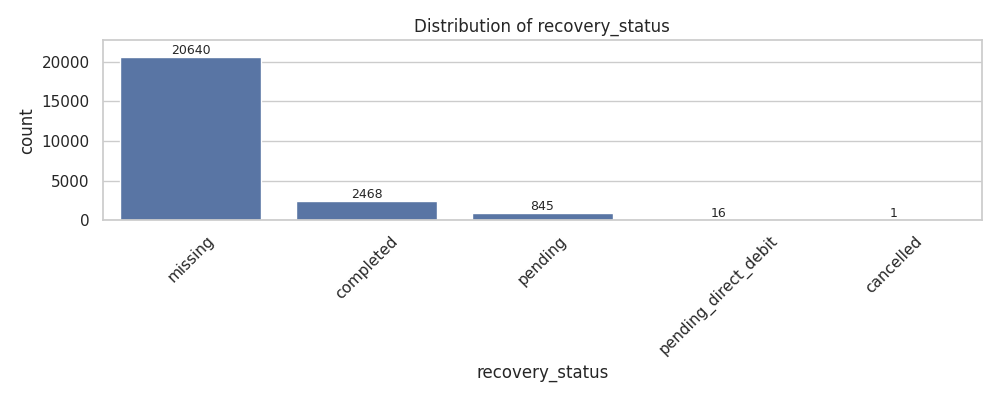 Distribution of recovery_status
count
20000
15000
10000
5000
0
20640
2468
845
16
1
missing
completed
pending
pending_direct_debit
cancelled
recovery_status